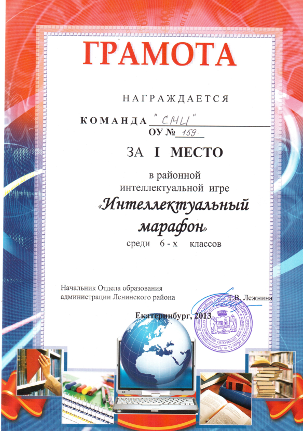 ГРАМОТА
НАГРАЖДАЕТСЯ
КОМАНДА "СМИ"
ОУ № 159
ЗА I МЕСТО
в районной
интеллектуальной игре
«Интеллектуальный
марафон»
среди 6-х классов
Начальник Отдела образования
администрации Ленинского района
Т.В. Лежнина
Екатеринбург, 2013